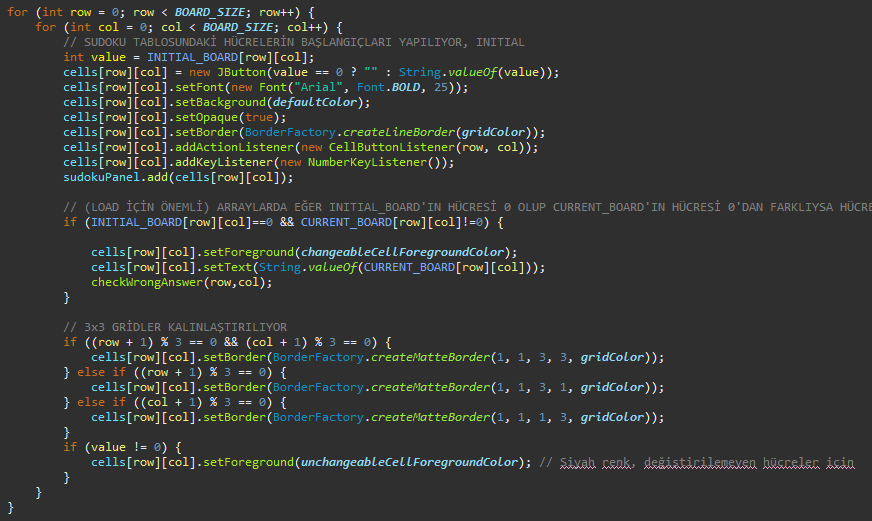 for (int row = 0; row < BOARD_SIZE; row++) {
    for (int col = 0; col < BOARD_SIZE; col++) {
        // SUDOKU TABLOSUNDAKİ HÜCRELERİN BAŞLANGIÇLARI YAPILIYOR, INITIAL
        int value = INITIAL_BOARD[row][col];
        cells[row][col] = new JButton(value == 0 ? "" : String.valueOf(value));
        cells[row][col].setFont(new Font("Arial", Font.BOLD, 25));
        cells[row][col].setBackground(defaultColor);
        cells[row][col].setOpaque(true);
        cells[row][col].setBorder(BorderFactory.createLineBorder(gridColor));
        cells[row][col].addActionListener(new CellButtonListener(row, col));
        cells[row][col].addKeyListener(new NumberKeyListener());
        sudokuPanel.add(cells[row][col]);

        // (LOAD İÇİN ÖNEMLİ) ARRAYLARDA EĞER INITIAL_BOARD'IN HÜCRESİ 0 OLUP CURRENT_BOARD'IN HÜCRESİ 0'DAN FARKLIYSA HÜCRE
        if (INITIAL_BOARD[row][col]==0 && CURRENT_BOARD[row][col]!=0) {

            cells[row][col].setForeground(changeableCellForegroundColor);
            cells[row][col].setText(String.valueOf(CURRENT_BOARD[row][col]));
            checkWrongAnswer(row,col);
        }

        // 3x3 GRİDLER KALINLAŞTIRILIYOR
        if ((row + 1) % 3 == 0 && (col + 1) % 3 == 0) {
            cells[row][col].setBorder(BorderFactory.createMatteBorder(1, 1, 3, 3, gridColor));
        } else if ((row + 1) % 3 == 0) {
            cells[row][col].setBorder(BorderFactory.createMatteBorder(1, 1, 3, 1, gridColor));
        } else if ((col + 1) % 3 == 0) {
            cells[row][col].setBorder(BorderFactory.createMatteBorder(1, 1, 1, 3, gridColor));
        }
        if (value != 0) {
            cells[row][col].setForeground(unchangeableCellForegroundColor); // Siyah renk, değiştirilemeyen hücreler için
        }
    }
}